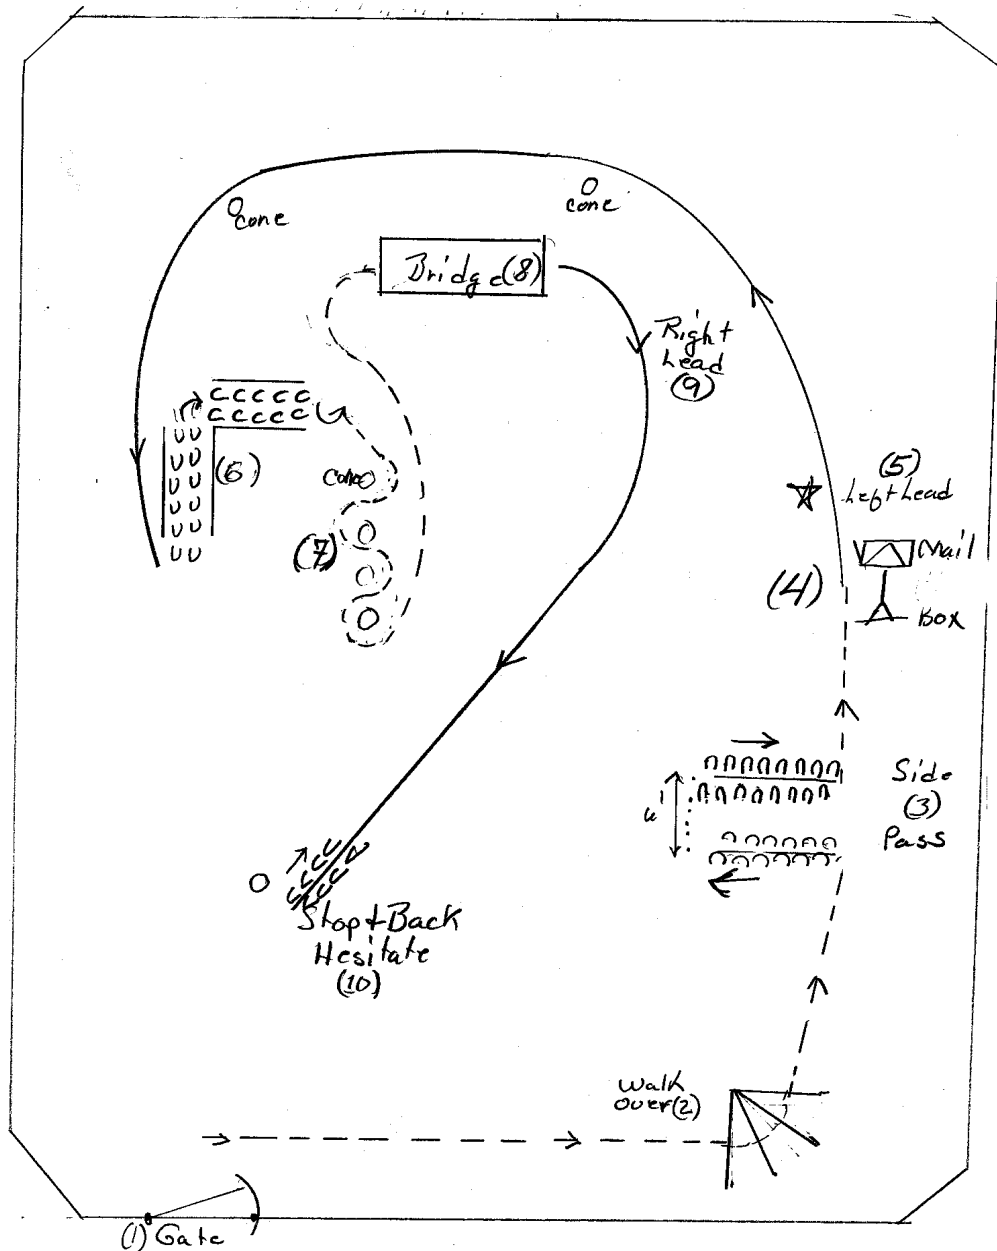 cone
cone
Bridge(8)
Right
Lead
(9)
(6)
cone
(7)
(5)
Left Lead
Mail
Box
(4)
Side
(3)
Pass
Stop + Back
Hesitate
(10)
Walk
over(2)
(1) Gate